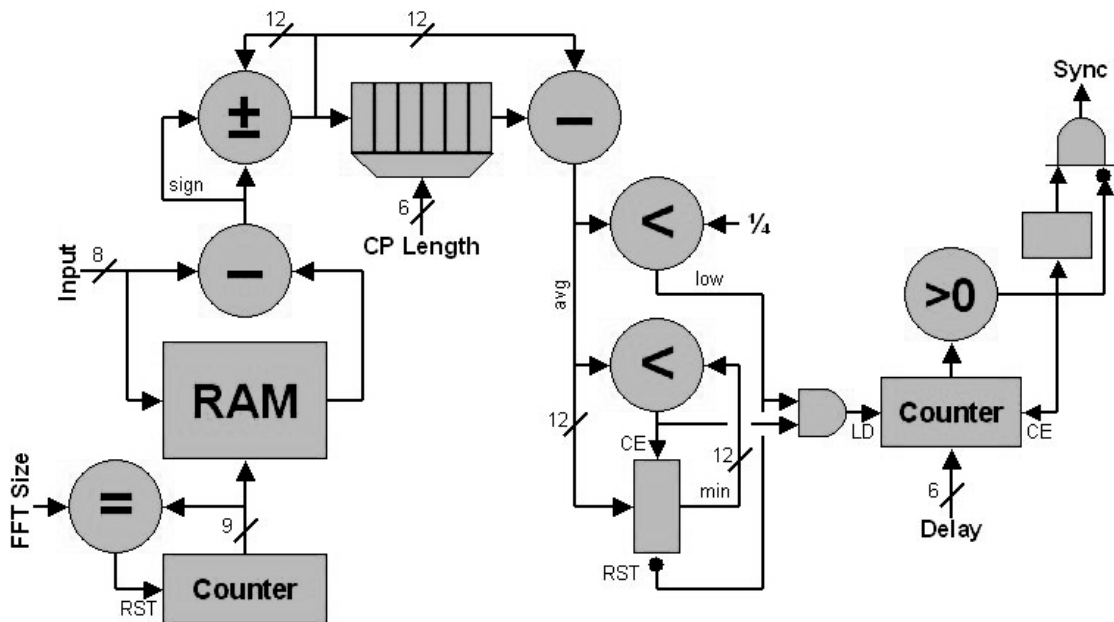 12
12
±
−
Sync
sign
6
CP Length
<
¼
Input
8
−
low
>0
avg
RAM
<
12
CE
12
min
LD
Counter
CE
FFT Size
=
9
RST
6
Delay
RST
Counter